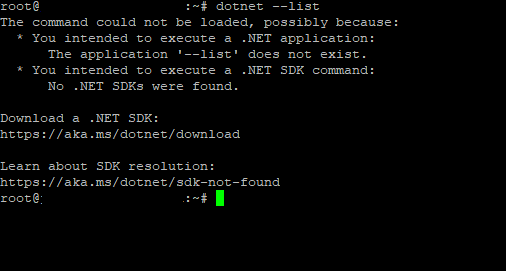 root@ :~# dotnet --list
The command could not be loaded, possibly because:
  * You intended to execute a .NET application:
      The application '--list' does not exist.
  * You intended to execute a .NET SDK command:
      No .NET SDKs were found.

Download a .NET SDK:
https://aka.ms/dotnet/download

Learn about SDK resolution:
https://aka.ms/dotnet/sdk-not-found
root@ :~#